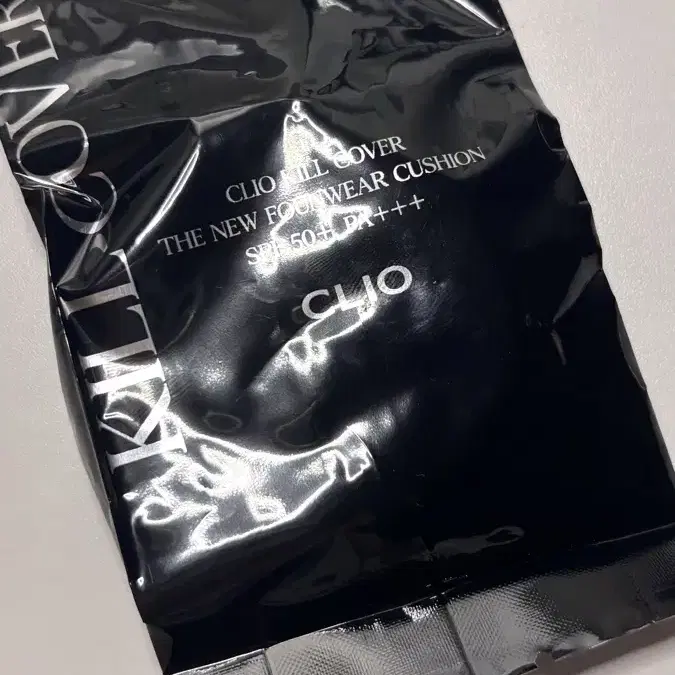 CLIO KILL COVER
THE NEW FOUNWEAR CUSHION
SPF 50+ PA+++
CLIO
KILL COVER